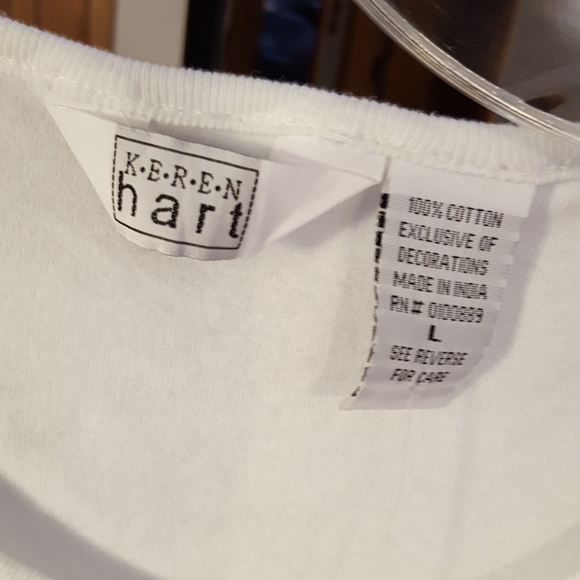 K·E·R·E·N
hart
100% COTTON
EXCLUSIVE OF
DECORATIONS
MADE IN INDIA
RN# 0100889
L
SEE REVERSE
FOR CARE